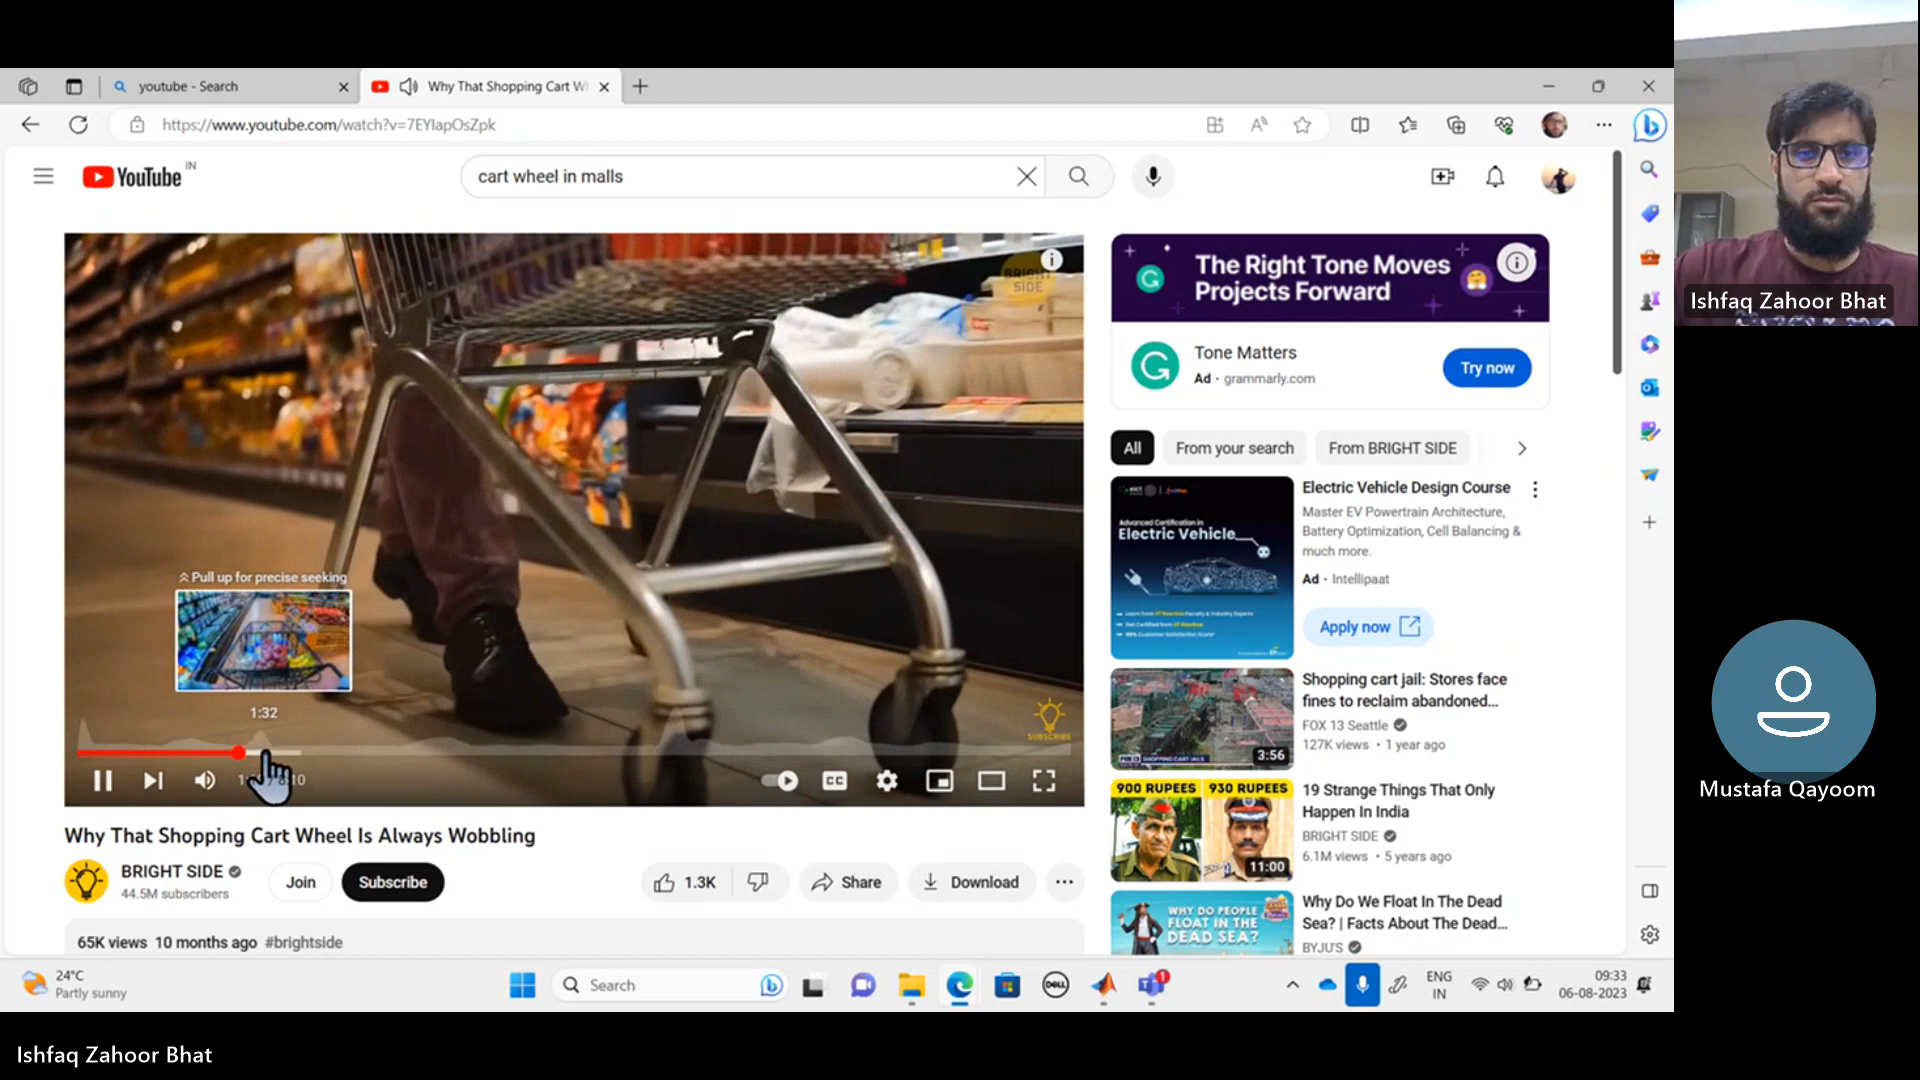 youtube - Search
Why That Shopping Cart W
https://www.youtube.com/watch?v=7EYlapOsZpk
YouTube IN
cart wheel in malls
BRIGHT SIDE
Pull up for precise seeking
1:32
SUBSCRIBE
CC
Why That Shopping Cart Wheel Is Always Wobbling
BRIGHT SIDE
44.5M subscribers
Join
Subscribe
1.3K
Share
Download
65K views 10 months ago #brightside
The Right Tone Moves
Projects Forward
Tone Matters
Ad · grammarly.com
Try now
All
From your search
From BRIGHT SIDE
Advanced Certification in
Electric Vehicle
Electric Vehicle Design Course
Master EV Powertrain Architecture,
Battery Optimization, Cell Balancing &
much more.
Ad · Intellipaat
Apply now
Shopping cart jail: Stores face
fines to reclaim abandoned...
FOX 13 Seattle
127K views • 1 year ago
3:56
900 RUPEES 930 RUPEES
11:00
19 Strange Things That Only
Happen In India
BRIGHT SIDE
6.1M views • 5 years ago
WHY DO PEOPLE
FLOAT IN THE
DEAD SEA?
Why Do We Float In The Dead
Sea? | Facts About The Dead...
BYJU'S
24°C
Partly sunny
Search
DELL
1
ENG
IN
09:33
06-08-2023
Ishfaq Zahoor Bhat
Mustafa Qayoom
Ishfaq Zahoor Bhat